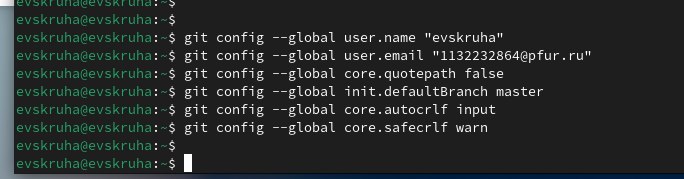 evskruha@evskruha:~$
evskruha@evskruha:~$
evskruha@evskruha:~$ git config --global user.name "evskruha"
evskruha@evskruha:~$ git config --global user.email "1132232864@pfur.ru"
evskruha@evskruha:~$ git config --global core.quotepath false
evskruha@evskruha:~$ git config --global init.defaultBranch master
evskruha@evskruha:~$ git config --global core.autocrlf input
evskruha@evskruha:~$ git config --global core.safecrlf warn
evskruha@evskruha:~$
evskruha@evskruha:~$